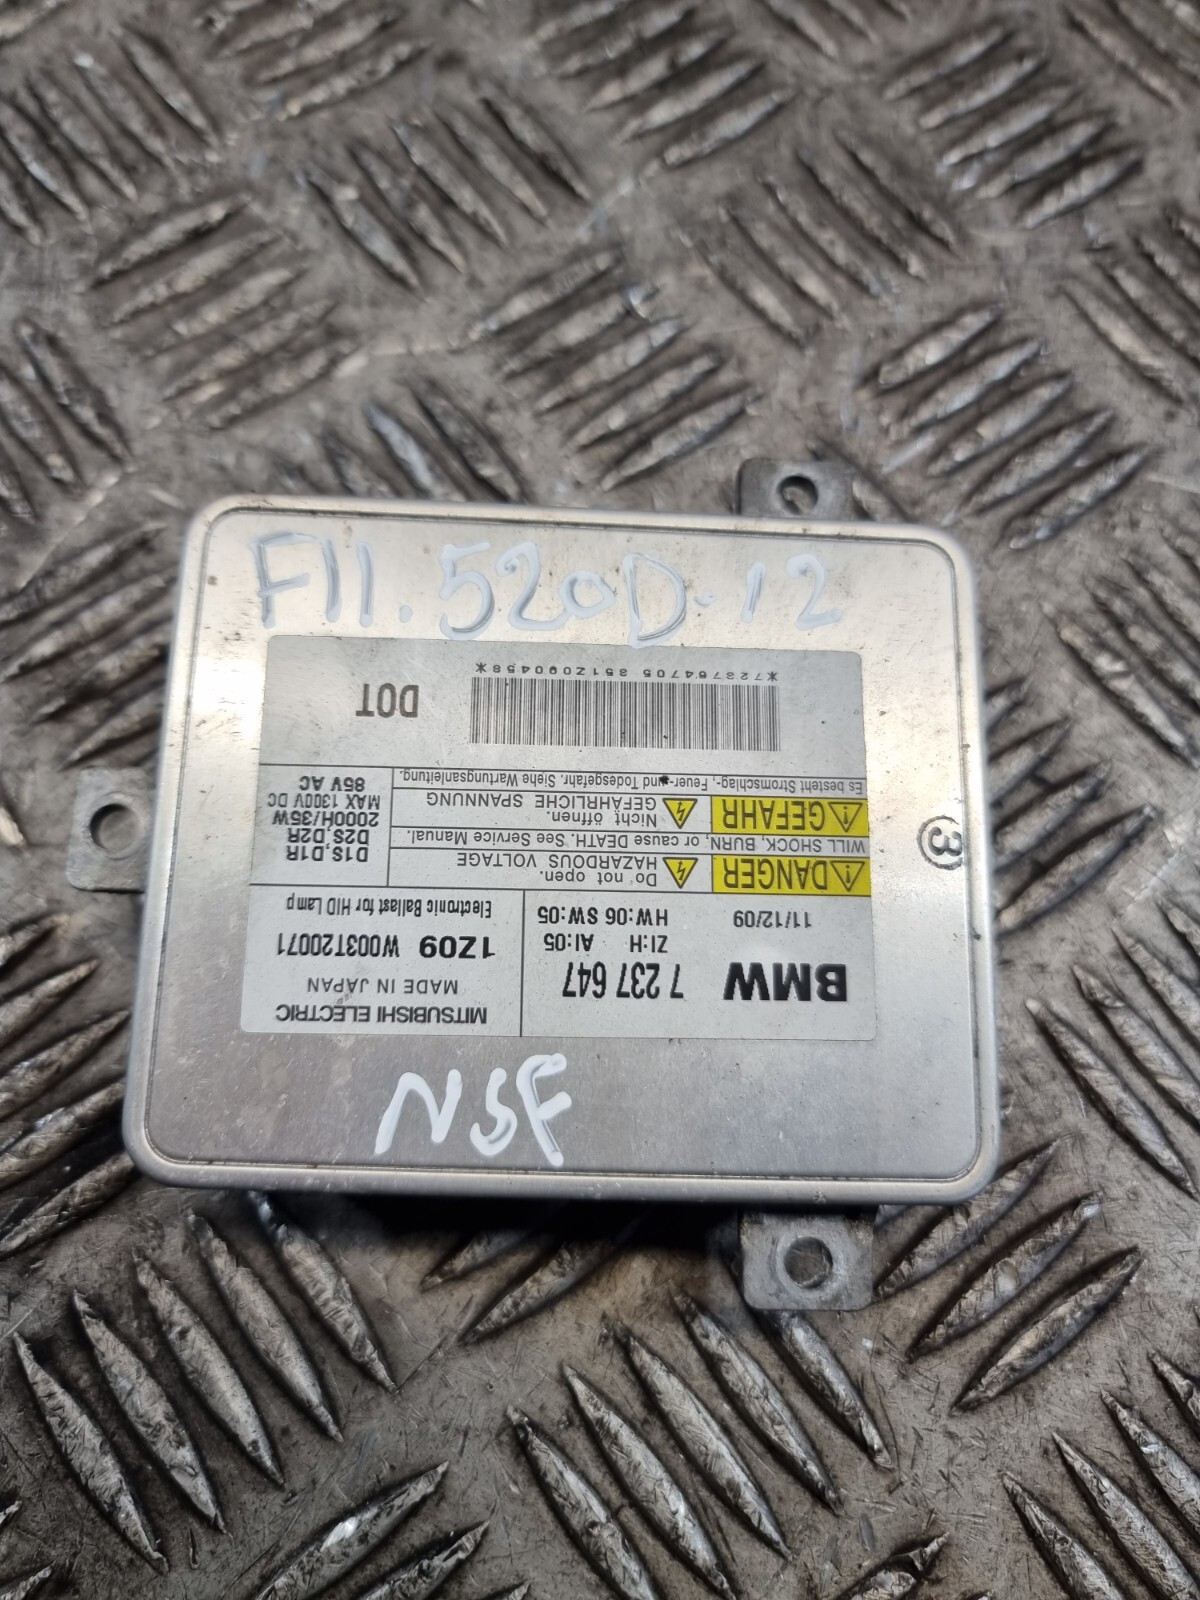 F11.520D.12
BMW 7 237 647
ZI:H AI:05
11/12/09 HW:06 SW:05
MITSUBISHI ELECTRIC
MADE IN JAPAN
1Z09 W003T20071
Electronic Ballast for HID Lamp
DANGER
Do not open.
HAZARDOUS VOLTAGE
WILL SHOCK, BURN, or cause DEATH. See Service Manual.
GEFAHR
Nicht öffnen.
GEFÄHRLICHE SPANNUNG
Es besteht Stromschlag-, Feuer-und Todesgefahr. Siehe Wartungsanleitung.
D1S,D1R
D2S,D2R
2000H/35W
MAX 1300V DC
85V AC
*723764705 851Z090458*
DOT
3
NSF